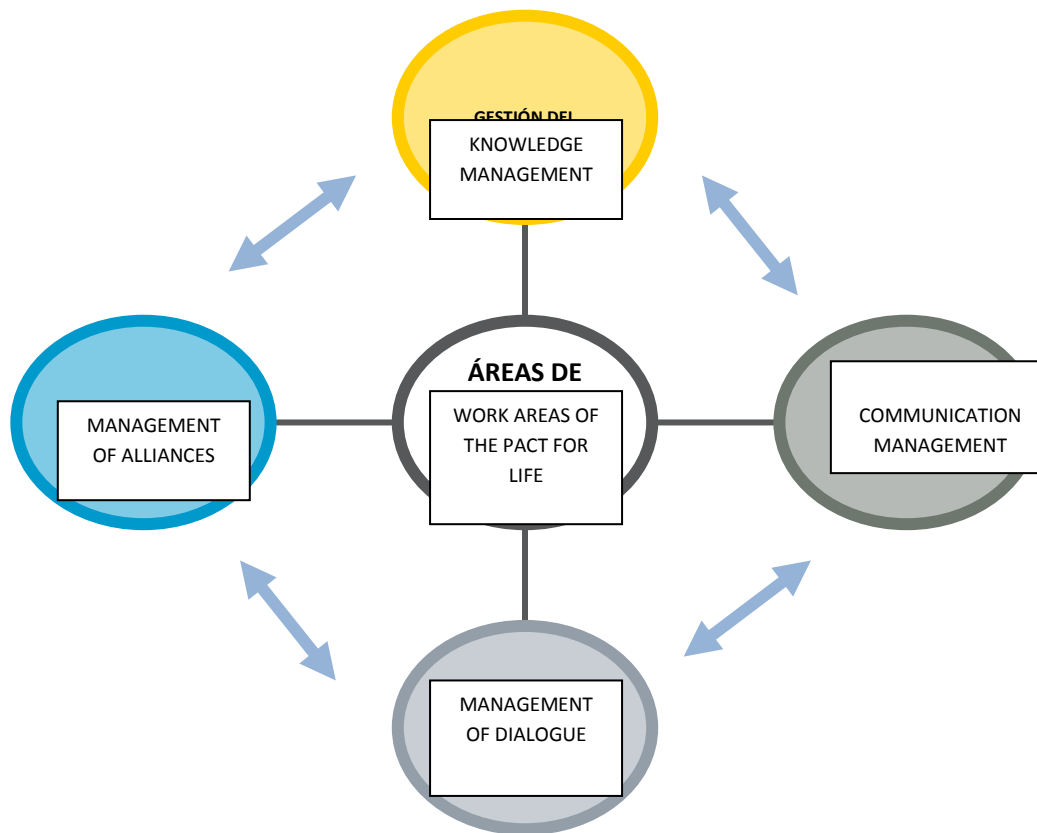 GESTIÓN DEL
KNOWLEDGE
MANAGEMENT
ÁREAS DE
WORK AREAS OF
THE PACT FOR
LIFE
MANAGEMENT
OF ALLIANCES
COMMUNICATION
MANAGEMENT
MANAGEMENT
OF DIALOGUE